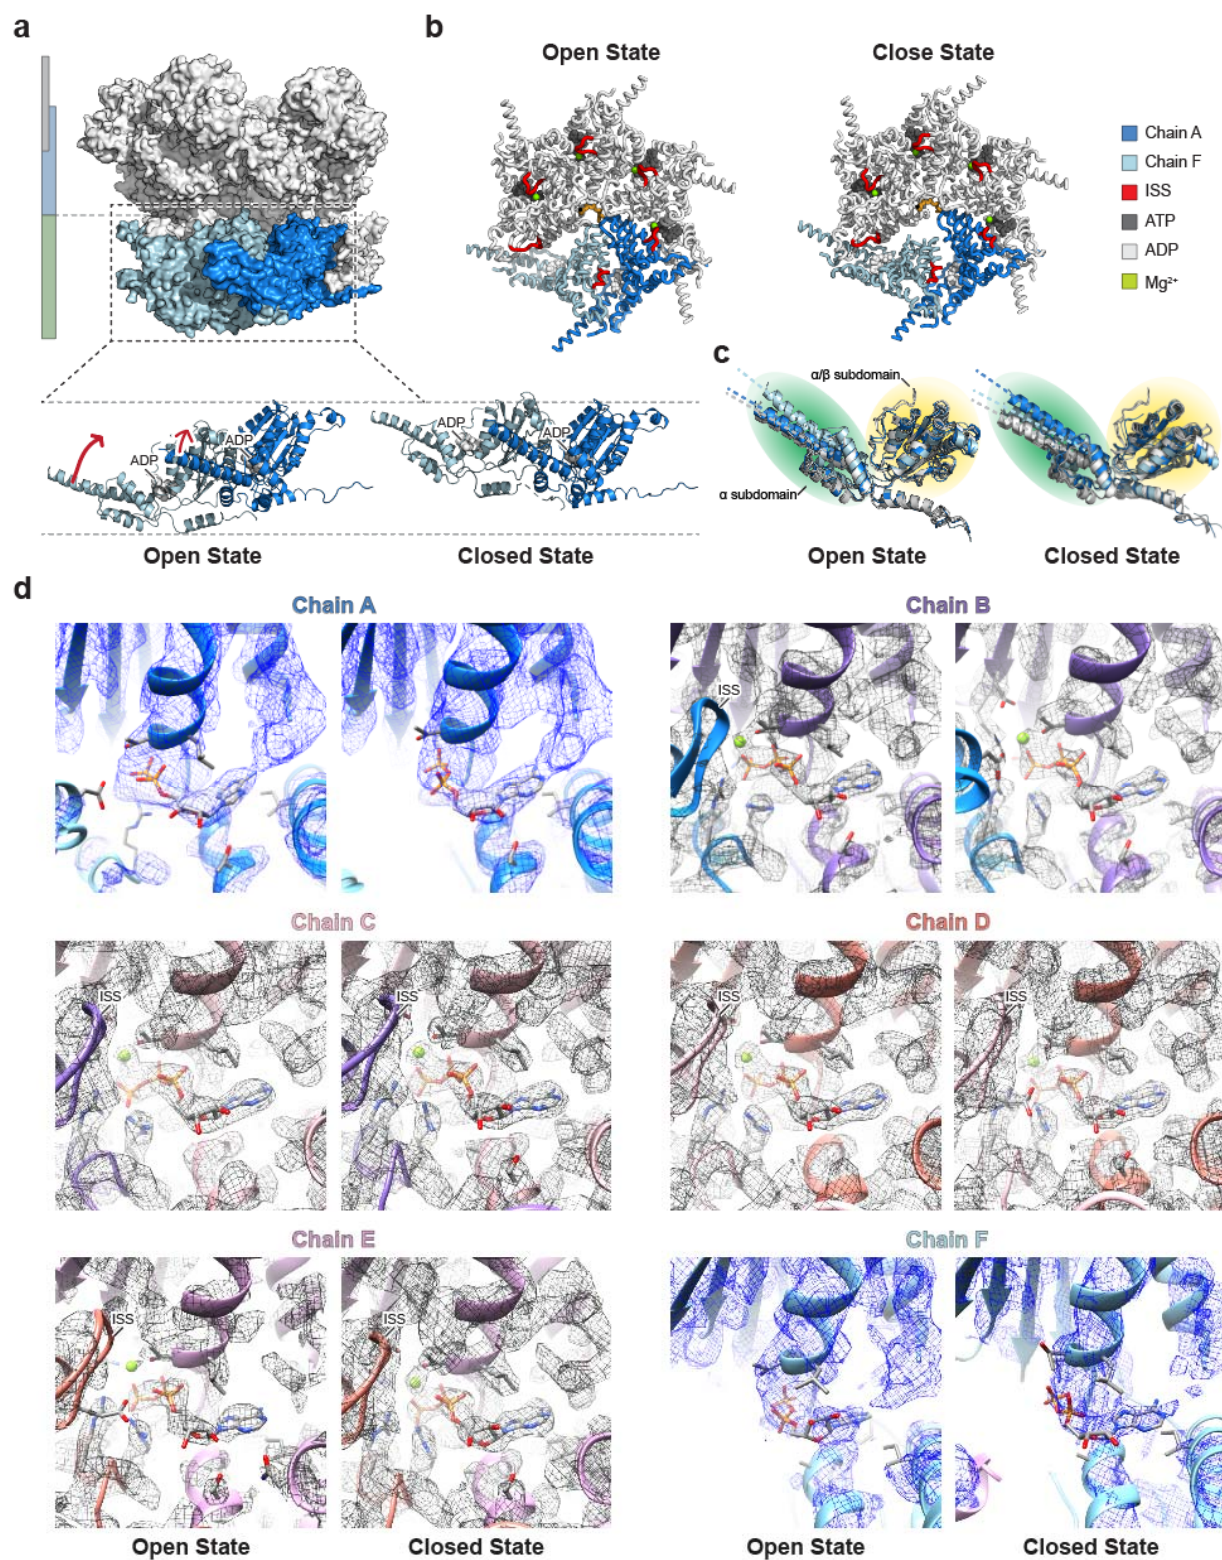 a
b
Open State
Close State
Chain A
Chain F
ISS
ATP
ADP
Mg²⁺
c
α/β subdomain
α subdomain
Open State
Closed State
ADP
ADP
ADP
ADP
Open State
Closed State
d
Chain A
Chain B
ISS
Chain C
Chain D
ISS
ISS
ISS
ISS
Chain E
Chain F
ISS
ISS
Open State
Closed State
Open State
Closed State